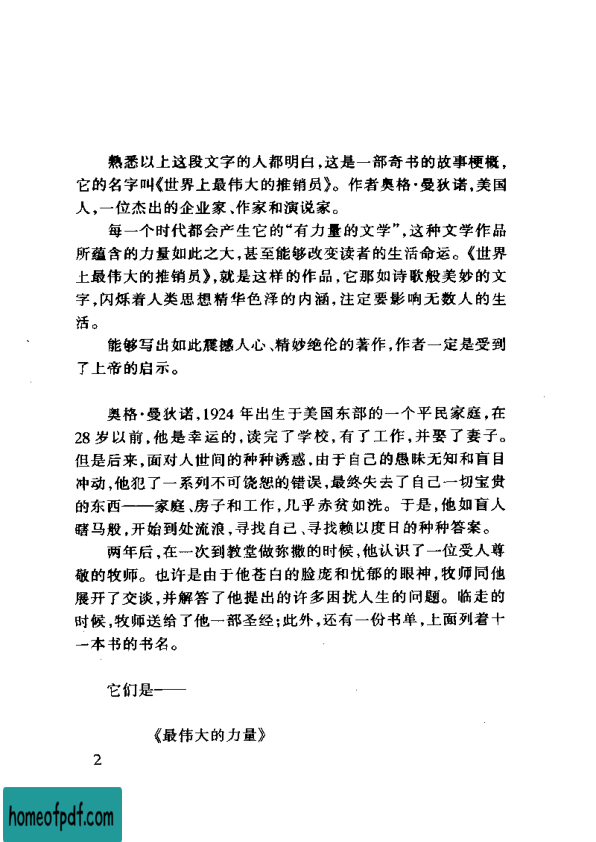 熟悉以上这段文字的人都明白，这是一部奇书的故事梗概，
它的名字叫《世界上最伟大的推销员》。作者奥格·曼狄诺，美国
人，一位杰出的企业家、作家和演说家。
每一个时代都会产生它的“有力量的文学”，这种文学作品
所蕴含的力量如此之大，甚至能够改变读者的生活命运。《世界
上最伟大的推销员》，就是这样的作品，它那如诗歌般美妙的文
字，闪烁着人类思想精华色泽的内涵，注定要影响无数人的生
活。
能够写出如此震撼人心、精妙绝伦的著作，作者一定是受到
了上帝的启示。
奥格·曼狄诺，1924 年出生于美国东部的一个平民家庭，在
28 岁以前，他是幸运的，读完了学校，有了工作，并娶了妻子。
但是后来，面对人世间的种种诱惑，由于自己的愚昧无知和盲目
冲动，他犯了一系列不可饶恕的错误，最终失去了自己一切宝贵
的东西——家庭、房子和工作，几乎赤贫如洗。于是，他如盲人
瞎马般，开始到处流浪，寻找自己、寻找赖以度日的种种答案。
两年后，在一次到教堂做弥撒的时候，他认识了一位受人尊
敬的牧师。也许是由于他苍白的脸庞和忧郁的眼神，牧师同他
展开了交谈，并解答了他提出的许多困扰人生的问题。临走的
时候，牧师送给了他一部圣经；此外，还有一份书单，上面列着十
一本书的书名。
它们是——
《最伟大的力量》
2
homeofpdf.com